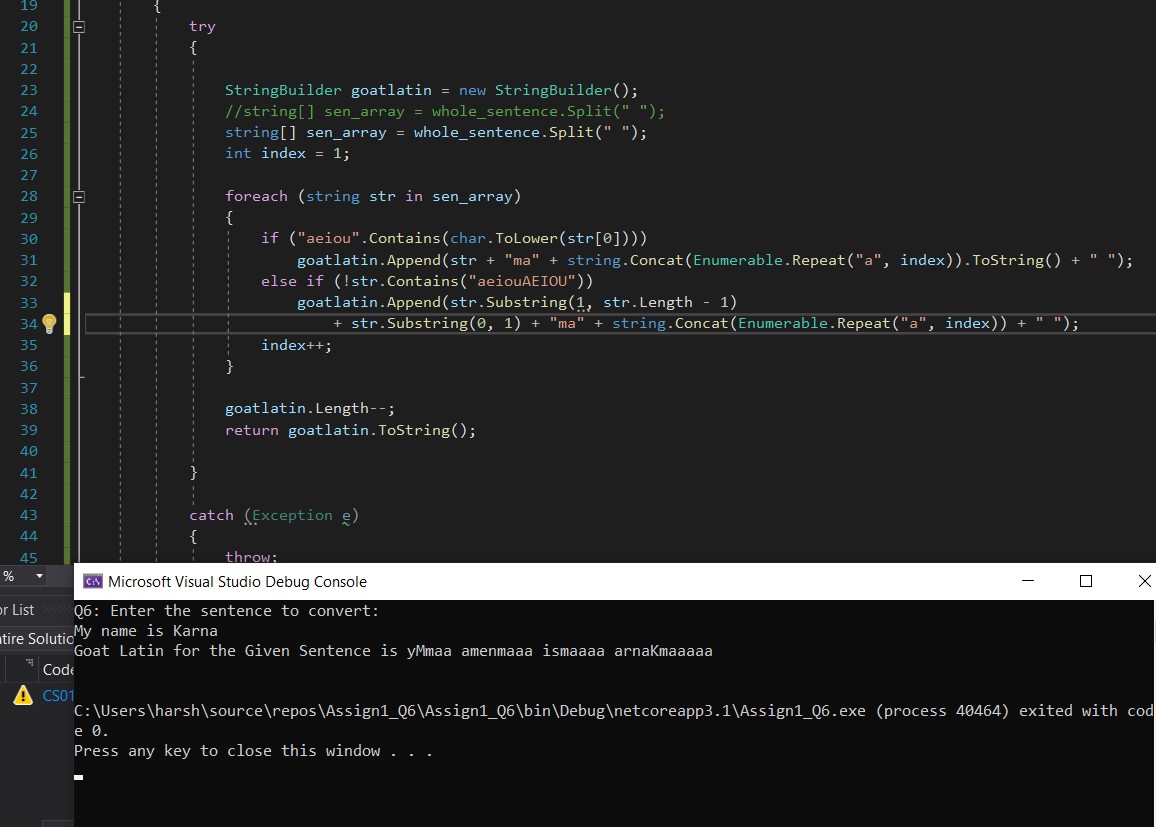 19 {
20 try
21 {
22
23 StringBuilder goatlatin = new StringBuilder();
24 //string[] sen_array = whole_sentence.Split(" ");
25 string[] sen_array = whole_sentence.Split(" ");
26 int index = 1;
27
28 foreach (string str in sen_array)
29 {
30 if ("aeiou".Contains(char.ToLower(str[0])))
31 goatlatin.Append(str + "ma" + string.Concat(Enumerable.Repeat("a", index)).ToString() + " ");
32 else if (!str.Contains("aeiouAEIOU"))
33 goatlatin.Append(str.Substring(1, str.Length - 1)
34 + str.Substring(0, 1) + "ma" + string.Concat(Enumerable.Repeat("a", index)) + " ");
35 index++;
36 }
37
38 goatlatin.Length--;
39 return goatlatin.ToString();
40
41 }
42
43 catch (Exception e)
44 {
45 throw;
% Microsoft Visual Studio Debug Console
or List
ntire Solutio
Code
CS01
Q6: Enter the sentence to convert:
My name is Karna
Goat Latin for the Given Sentence is yMmaa amenmaaa ismaaaa arnaKmaaaaa
C:\Users\harsh\source\repos\Assign1_Q6\Assign1_Q6\bin\Debug\netcoreapp3.1\Assign1_Q6.exe (process 40464) exited with cod
e 0.
Press any key to close this window . . .